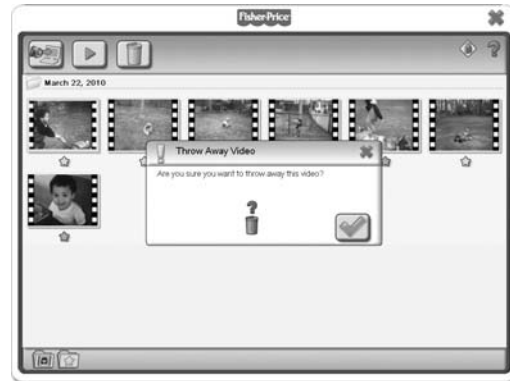 Fisher-Price
March 22, 2010
Throw Away Video
Are you sure you want to throw away this video?